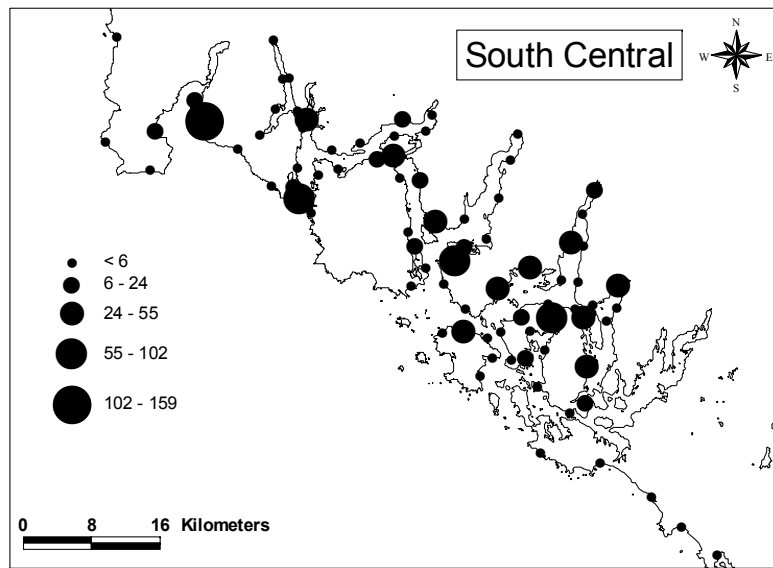 South Central
N
W E
S
< 6
6 - 24
24 - 55
55 - 102
102 - 159
0 8 16 Kilometers